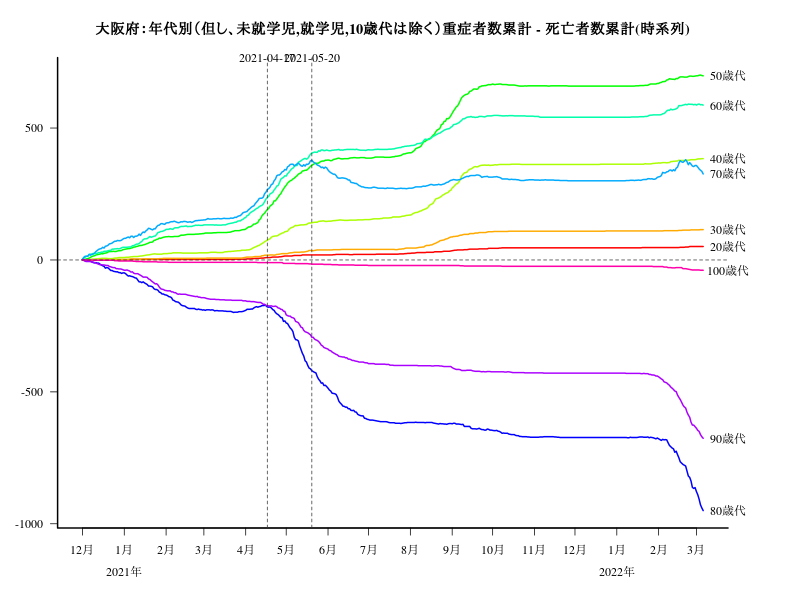 大阪府：年代別（但し、未就学児,就学児,10歳代は除く）重症者数累計 - 死亡者数累計(時系列)
2021-04-17 2021-05-20
50歳代
60歳代
500
40歳代
70歳代
30歳代
20歳代
0
100歳代
-500
90歳代
80歳代
-1000
12月 1月 2月 3月 4月 5月 6月 7月 8月 9月 10月 11月 12月 1月 2月 3月
2021年 2022年